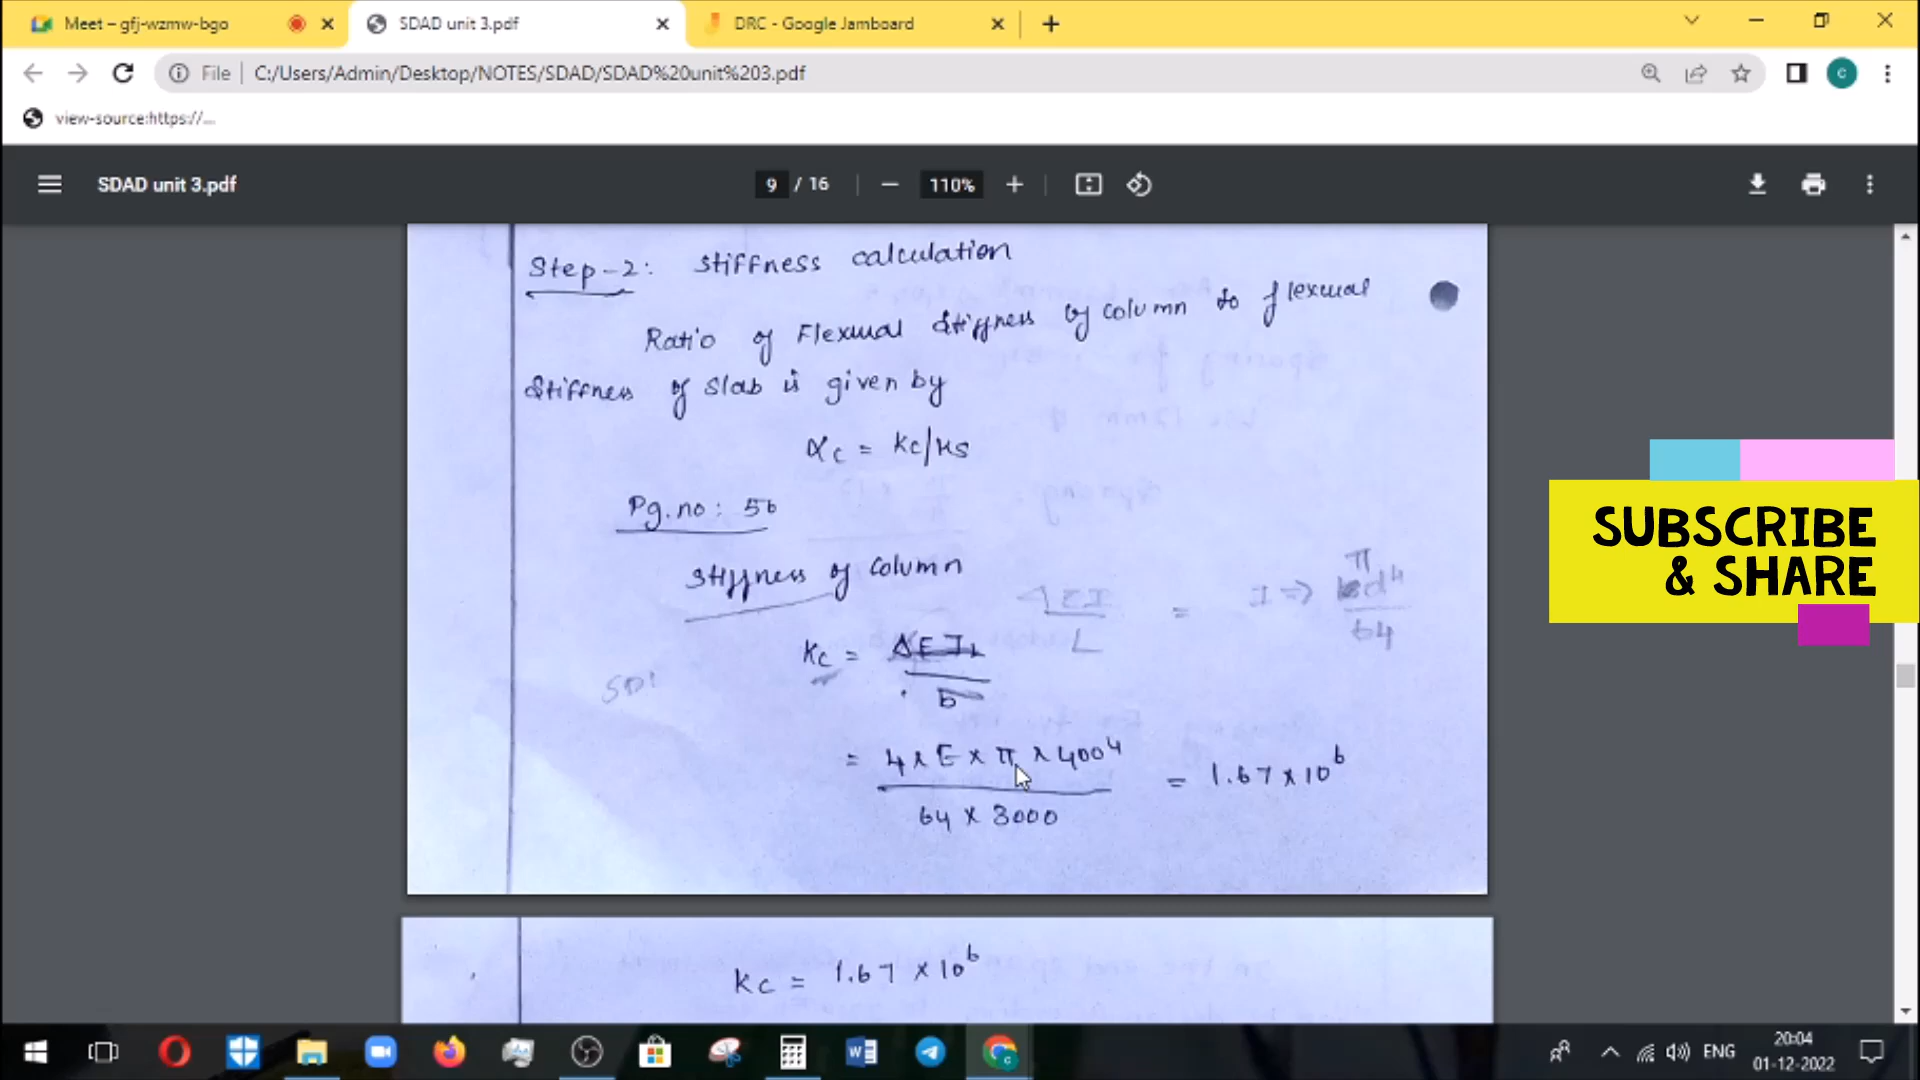 Meet – gfj-wzmw-bgo
SDAD unit 3.pdf
DRC - Google Jamboard
File
C:/Users/Admin/Desktop/NOTES/SDAD/SDAD%20unit%203.pdf
C
view-source:https://...
SDAD unit 3.pdf
9 / 16
110%
Step-2: Stiffness calculation
Ratio of Flexural Stiffness of column to flexural
Stiffness of slab is given by
αc = Kc/Ks
Pg.no: 56
Stiffness of column
I ⇒ πd⁴
64
L
Kc =
= 4 x E x π x 400⁴ = 1.67 x 10⁶
64 x 3000
Kc = 1.67 x 10⁶
SUBSCRIBE
& SHARE
ENG
20:04
01-12-2022